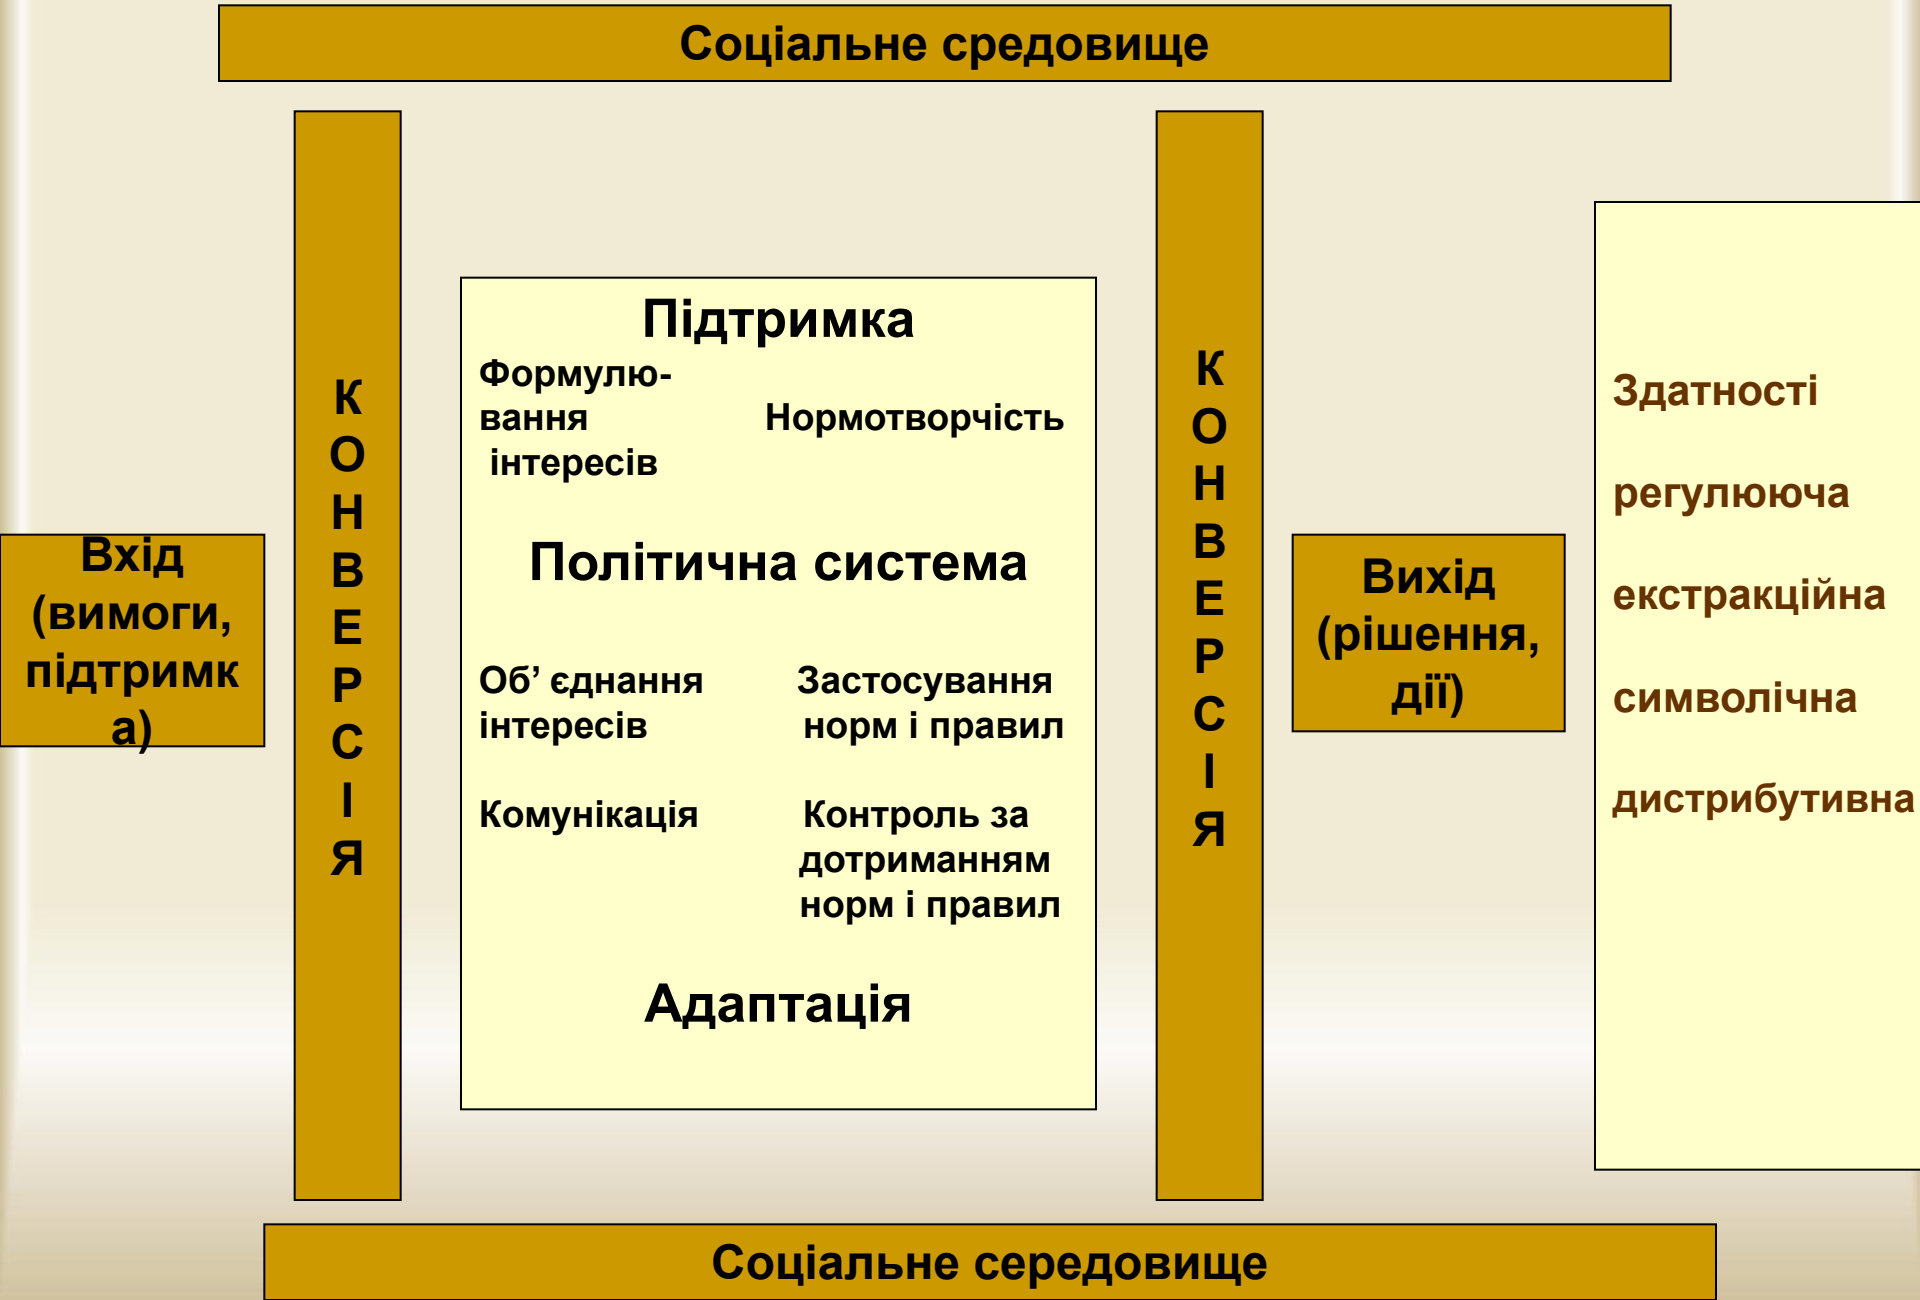 Соціальне средовище
Вхід
(вимоги,
підтримк
а)
К
О
Н
В
Е
Р
С
І
Я
Підтримка
Формулю-
вання Нормотворчість
інтересів
Політична система
Об’ єднання Застосування
інтересів норм і правил
Комунікація Контроль за
дотриманням
норм і правил
Адаптація
К
О
Н
В
Е
Р
С
І
Я
Вихід
(рішення,
дії)
Здатності
регулююча
екстракційна
символічна
дистрибутивна
Соціальне середовище